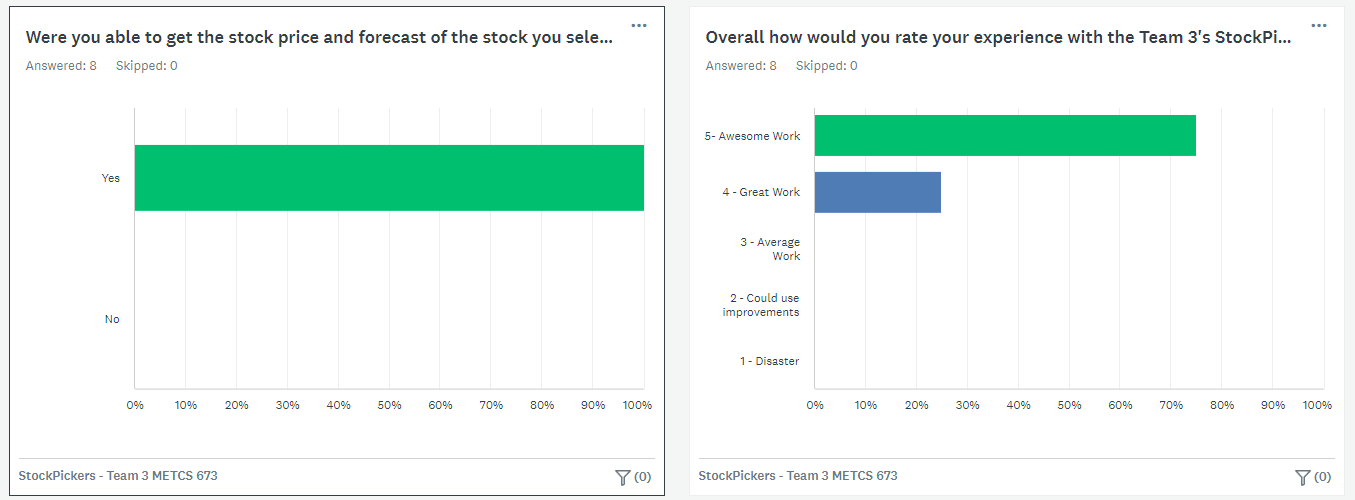 Were you able to get the stock price and forecast of the stock you sele...
Answered: 8 Skipped: 0
Yes
No
0% 10% 20% 30% 40% 50% 60% 70% 80% 90% 100%
StockPickers - Team 3 METCS 673
(0)
Overall how would you rate your experience with the Team 3's StockPi...
Answered: 8 Skipped: 0
5- Awesome Work
4 - Great Work
3 - Average
Work
2 - Could use
improvements
1 - Disaster
0% 10% 20% 30% 40% 50% 60% 70% 80% 90% 100%
StockPickers - Team 3 METCS 673
(0)